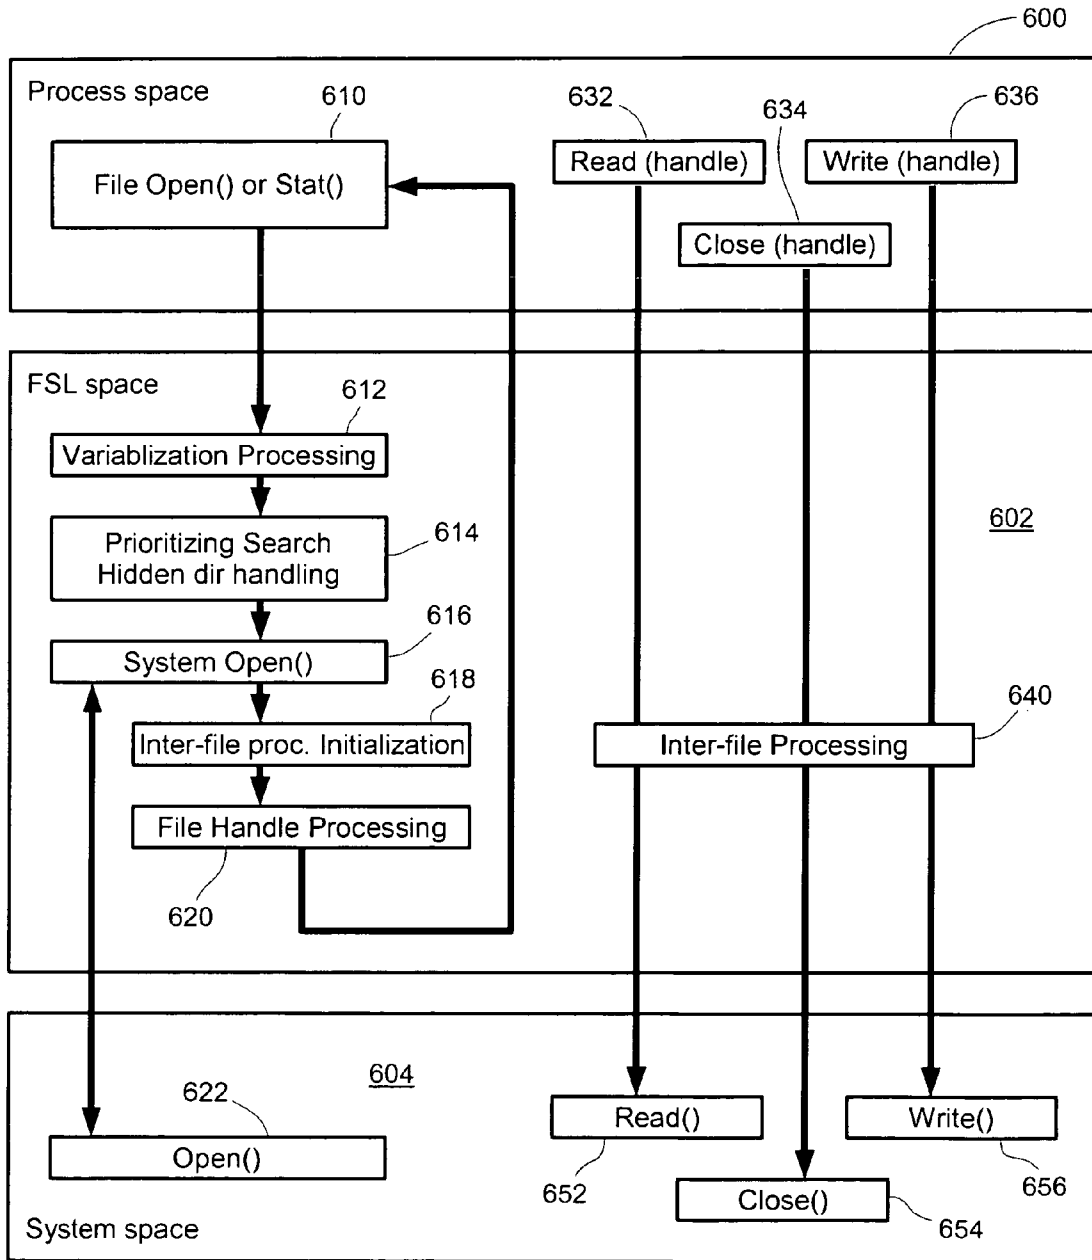 600
Process space
610
632
634
636
File Open() or Stat()
Read (handle)
Write (handle)
Close (handle)
FSL space
612
Variablization Processing
602
614
Prioritizing Search
Hidden dir handling
616
System Open()
618
640
Inter-file proc. Initialization
Inter-file Processing
File Handle Processing
620
604
622
Read()
Write()
Open()
652
656
Close()
654
System space